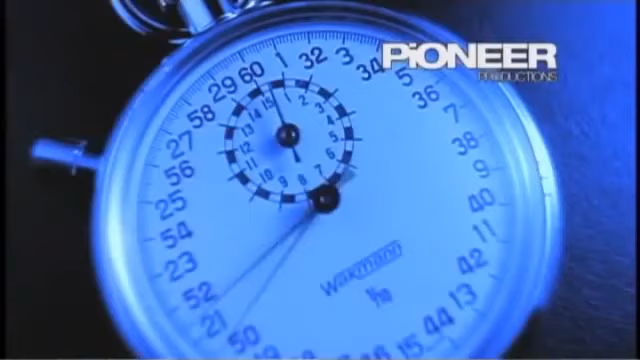 PIONEER
PRODUCTIONS
60 1 32 3 34 5 36 7 38 9 40 11 42 13 44 15
50 21 52 23 54 25 56 27 58 29
15 1 2 3 4 5 6 7 8 9 10 11 12 13 14
Wakmann
1/10